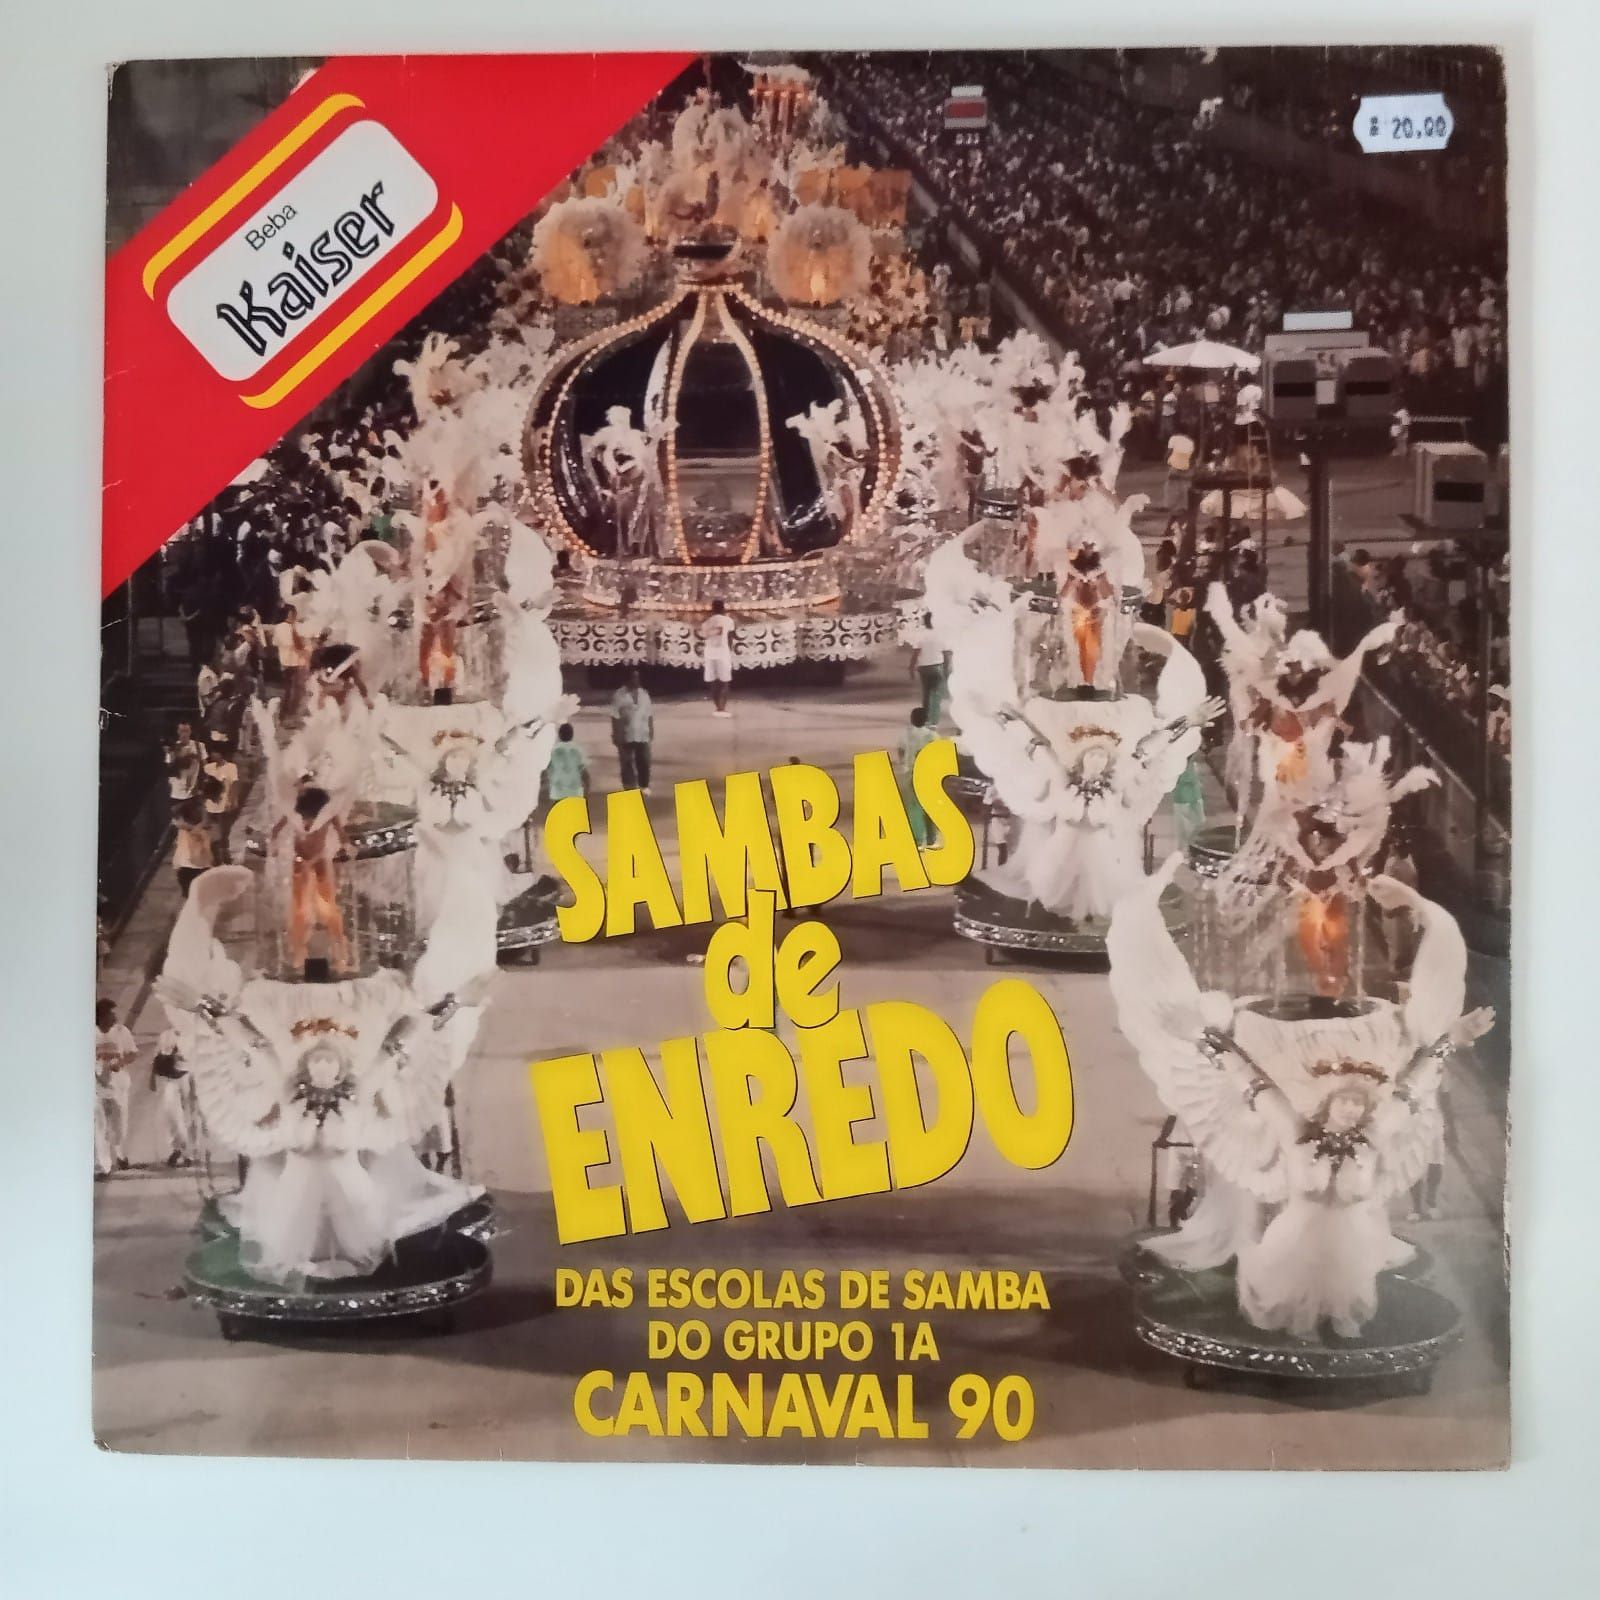 Beba
Kaiser
20,00
SAMBAS
de
ENREDO
DAS ESCOLAS DE SAMBA
DO GRUPO 1A
CARNAVAL 90